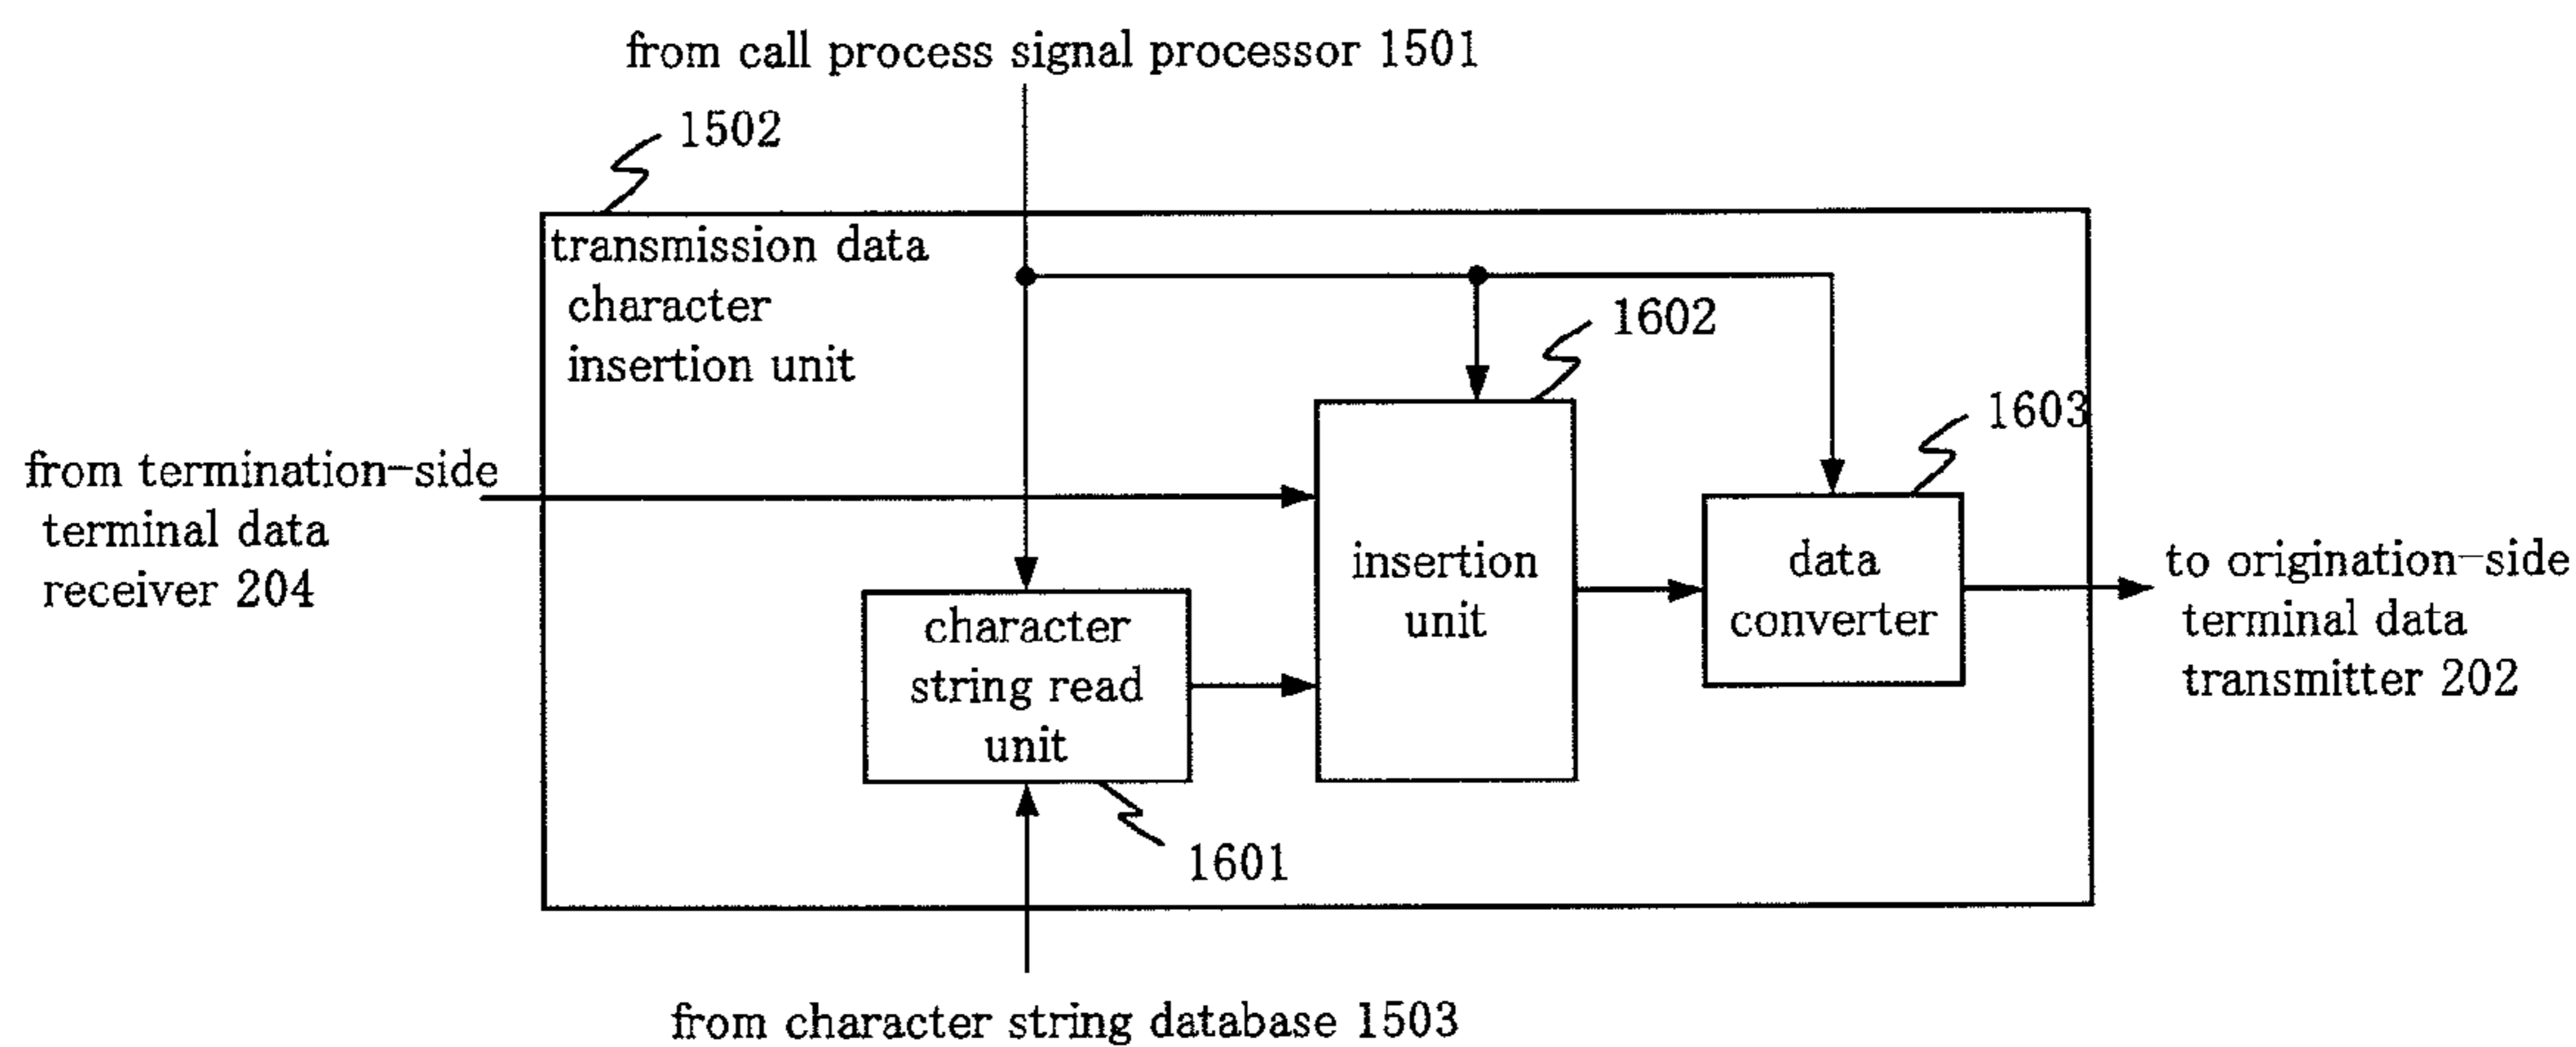 from call process signal processor 1501
1502
transmission data
character
insertion unit
1602
1603
from termination-side
terminal data
receiver 204
insertion
unit
data
converter
to origination-side
terminal data
transmitter 202
character
string read
unit
1601
from character string database 1503